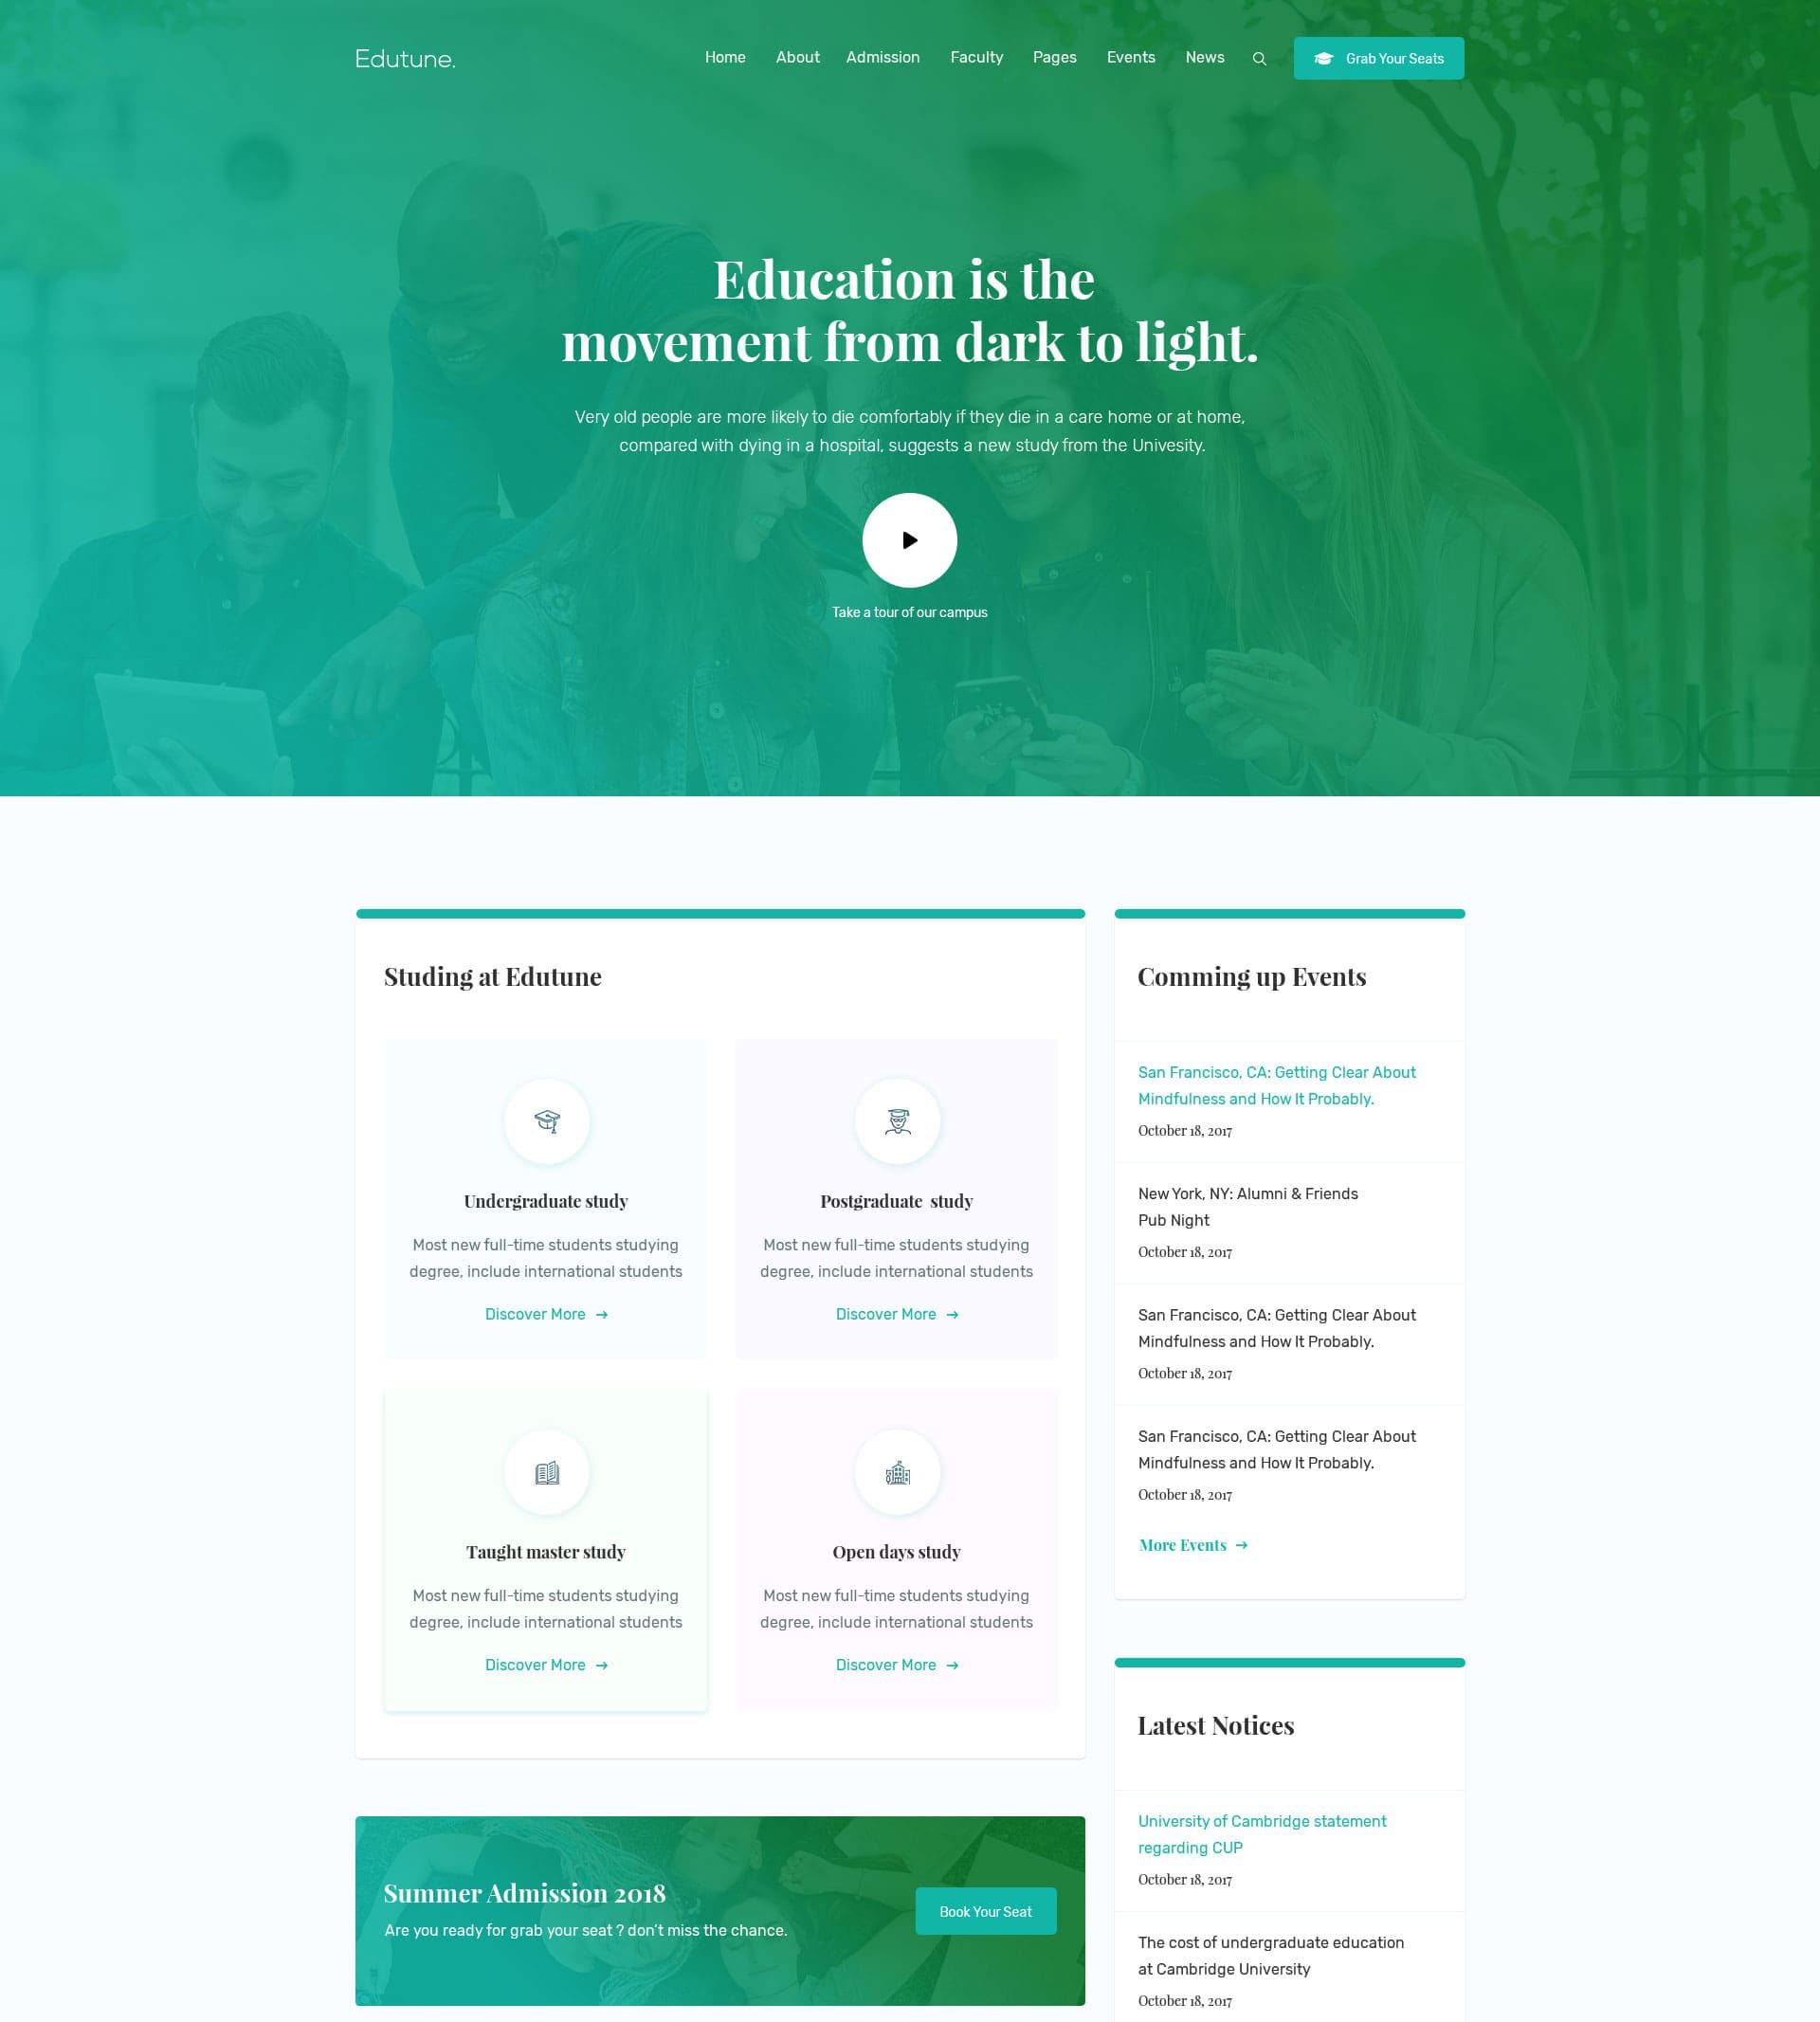 Edutune.
Home About Admission Faculty Pages Events News Grab Your Seats
Education is the
movement from dark to light.
Very old people are more likely to die comfortably if they die in a care home or at home,
compared with dying in a hospital, suggests a new study from the Univesity.
Take a tour of our campus
Studing at Edutune
Undergraduate study
Most new full-time students studying
degree, include international students
Discover More →
Postgraduate study
Most new full-time students studying
degree, include international students
Discover More →
Taught master study
Most new full-time students studying
degree, include international students
Discover More →
Open days study
Most new full-time students studying
degree, include international students
Discover More →
Summer Admission 2018
Are you ready for grab your seat ? don't miss the chance.
Book Your Seat
Comming up Events
San Francisco, CA: Getting Clear About
Mindfulness and How It Probably.
October 18, 2017
New York, NY: Alumni & Friends
Pub Night
October 18, 2017
San Francisco, CA: Getting Clear About
Mindfulness and How It Probably.
October 18, 2017
San Francisco, CA: Getting Clear About
Mindfulness and How It Probably.
October 18, 2017
More Events →
Latest Notices
University of Cambridge statement
regarding CUP
October 18, 2017
The cost of undergraduate education
at Cambridge University
October 18, 2017